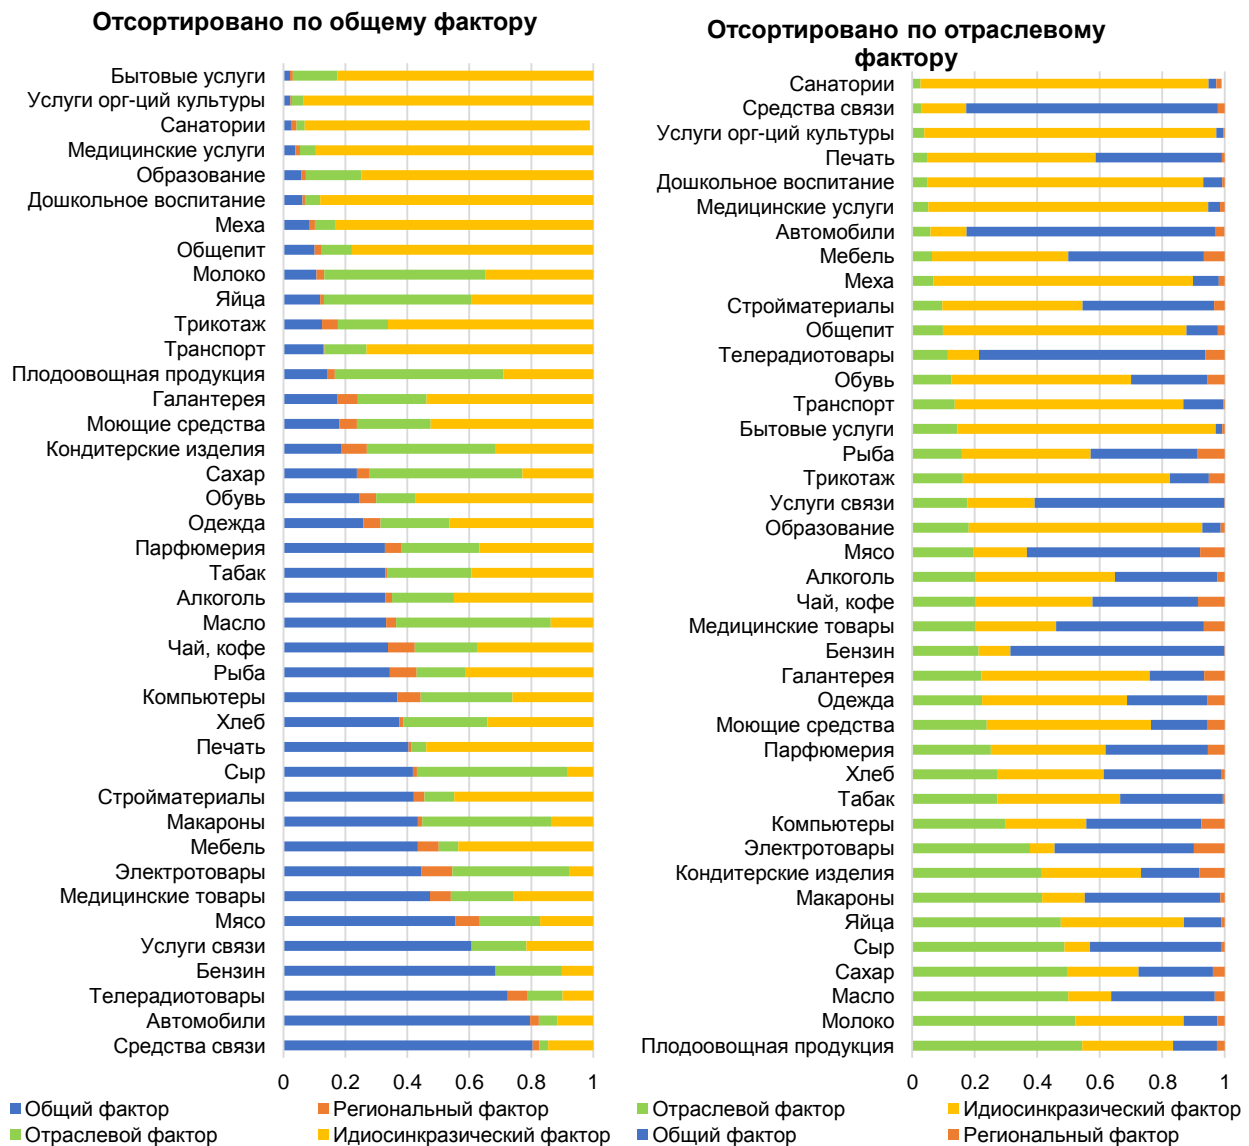 Отсортировано по общему фактору
Бытовые услуги
Услуги орг-ций культуры
Санатории
Медицинские услуги
Образование
Дошкольное воспитание
Меха
Общепит
Молоко
Яйца
Трикотаж
Транспорт
Плодоовощная продукция
Галантерея
Моющие средства
Кондитерские изделия
Сахар
Обувь
Одежда
Парфюмерия
Табак
Алкоголь
Масло
Чай, кофе
Рыба
Компьютеры
Хлеб
Печать
Сыр
Стройматериалы
Макароны
Мебель
Электротовары
Медицинские товары
Мясо
Услуги связи
Бензин
Телерадиотовары
Автомобили
Средства связи
0 0.2 0.4 0.6 0.8 1
Общий фактор
Региональный фактор
Отраслевой фактор
Идиосинкразический фактор
Отсортировано по отраслевому
фактору
Санатории
Средства связи
Услуги орг-ций культуры
Печать
Дошкольное воспитание
Медицинские услуги
Автомобили
Мебель
Меха
Стройматериалы
Общепит
Телерадиотовары
Обувь
Транспорт
Бытовые услуги
Рыба
Трикотаж
Услуги связи
Образование
Мясо
Алкоголь
Чай, кофе
Медицинские товары
Бензин
Галантерея
Одежда
Моющие средства
Парфюмерия
Хлеб
Табак
Компьютеры
Электротовары
Кондитерские изделия
Макароны
Яйца
Сыр
Сахар
Масло
Молоко
Плодоовощная продукция
0 0.2 0.4 0.6 0.8 1
Отраслевой фактор
Идиосинкразический фактор
Общий фактор
Региональный фактор